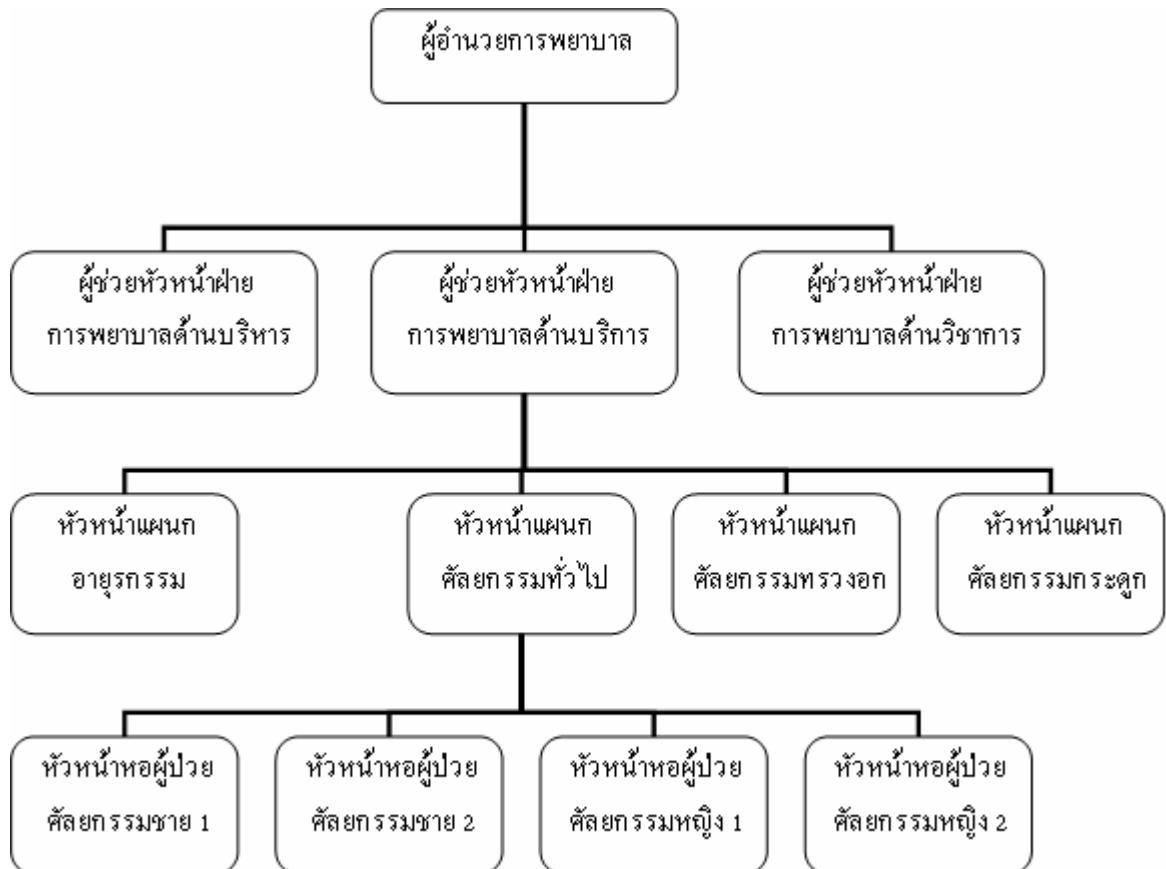 ผู้อำนวยการพยาบาล
ผู้ช่วยหัวหน้าฝ่าย
การพยาบาลด้านบริหาร
ผู้ช่วยหัวหน้าฝ่าย
การพยาบาลด้านบริการ
ผู้ช่วยหัวหน้าฝ่าย
การพยาบาลด้านวิชาการ
หัวหน้าแผนก
อายุรกรรม
หัวหน้าแผนก
ศัลยกรรมทั่วไป
หัวหน้าแผนก
ศัลยกรรมทรวงอก
หัวหน้าแผนก
ศัลยกรรมกระดูก
หัวหน้าหอผู้ป่วย
ศัลยกรรมชาย 1
หัวหน้าหอผู้ป่วย
ศัลยกรรมชาย 2
หัวหน้าหอผู้ป่วย
ศัลยกรรมหญิง 1
หัวหน้าหอผู้ป่วย
ศัลยกรรมหญิง 2